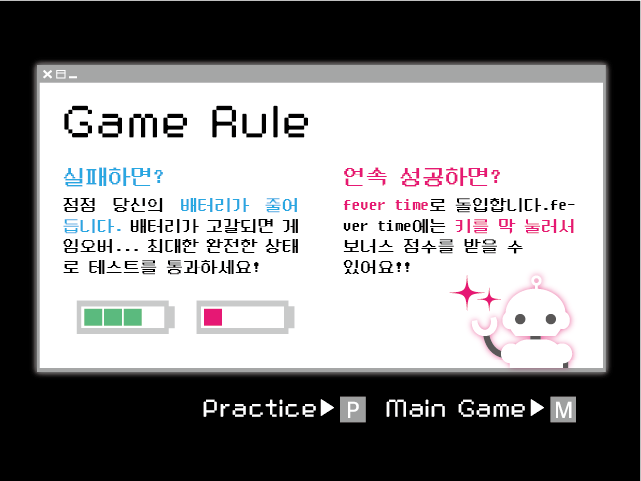 Game Rule
실패하면?
점점 당신의 배터리가 줄어
듭니다. 배터리가 고갈되면 게
임오버... 최대한 완전한 상태
로 테스트를 통과하세요!
연속 성공하면?
fever time로 돌입합니다.fe-
ver time에는 키를 막 눌러서
보너스 점수를 받을 수
있어요!!
Practice▶ P Main Game▶ M